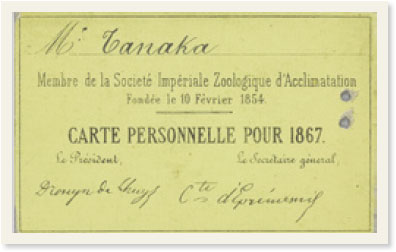 Mr Tanaka
Membre de la Societé Impériale Zoologique d'Acclimatation
Fondée le 10 Février 1854.
CARTE PERSONNELLE POUR 1867.
Le Président, Le Secrétaire général,
Drouyn de Lhuys Cte d'Éprémesnil